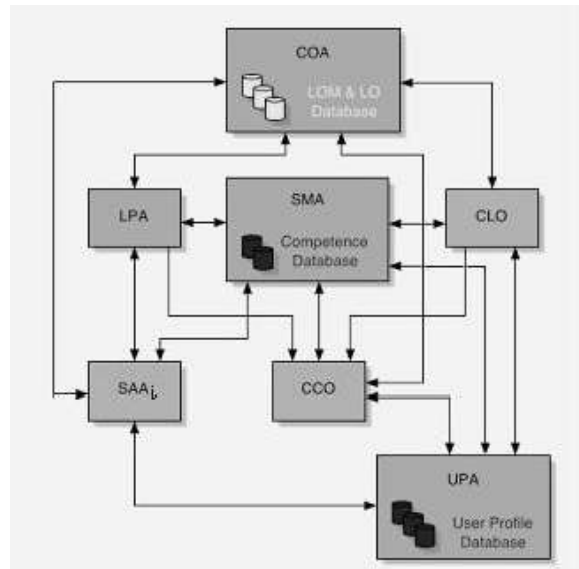 COA
LOM & LO
Database
LPA
SMA
Competence
Database
CLO
SAAi,
CCO
UPA
User Profile
Database